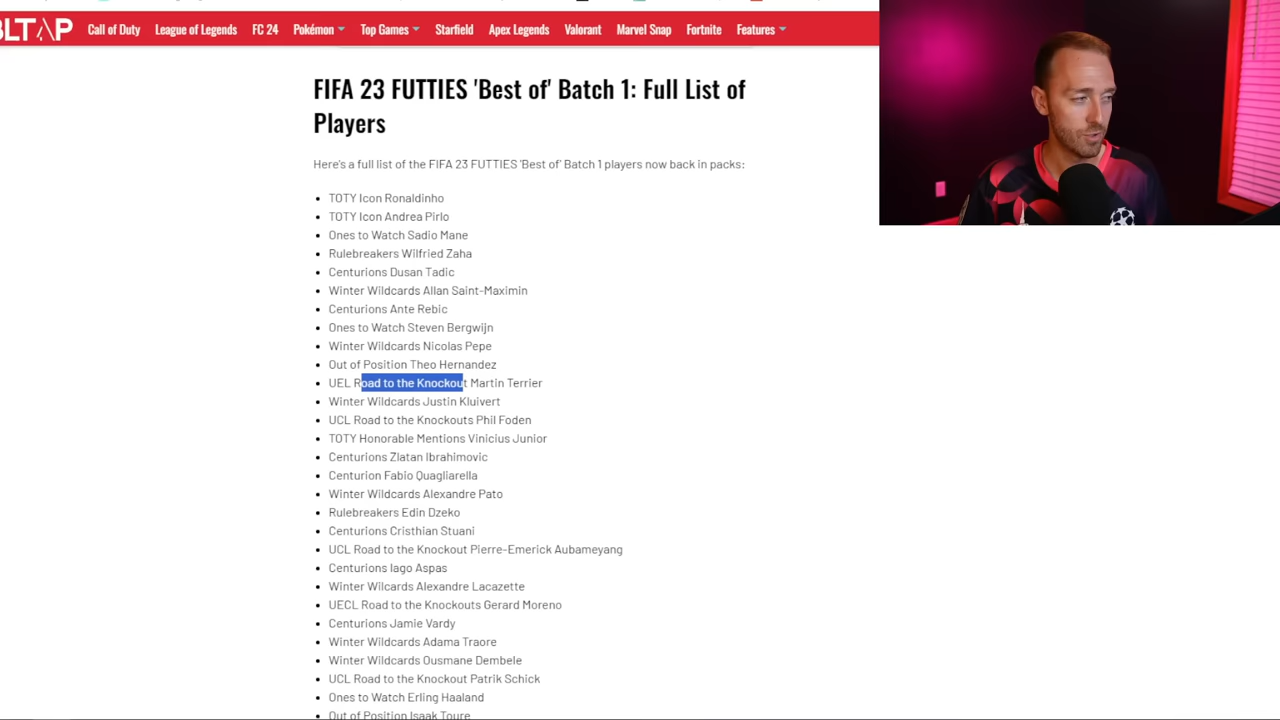 BLTAP
Call of Duty League of Legends FC 24 Pokémon Top Games Starfield Apex Legends Valorant Marvel Snap Fortnite Features
FIFA 23 FUTTIES 'Best of' Batch 1: Full List of
Players
Here's a full list of the FIFA 23 FUTTIES 'Best of' Batch 1 players now back in packs:
TOTY Icon Ronaldinho
TOTY Icon Andrea Pirlo
Ones to Watch Sadio Mane
Rulebreakers Wilfried Zaha
Centurions Dusan Tadic
Winter Wildcards Allan Saint-Maximin
Centurions Ante Rebic
Ones to Watch Steven Bergwijn
Winter Wildcards Nicolas Pepe
Out of Position Theo Hernandez
UEL Road to the Knockout Martin Terrier
Winter Wildcards Justin Kluivert
UCL Road to the Knockouts Phil Foden
TOTY Honorable Mentions Vinicius Junior
Centurions Zlatan Ibrahimovic
Centurion Fabio Quagliarella
Winter Wildcards Alexandre Pato
Rulebreakers Edin Dzeko
Centurions Cristhian Stuani
UCL Road to the Knockout Pierre-Emerick Aubameyang
Centurions Iago Aspas
Winter Wilcards Alexandre Lacazette
UECL Road to the Knockouts Gerard Moreno
Centurions Jamie Vardy
Winter Wildcards Adama Traore
Winter Wildcards Ousmane Dembele
UCL Road to the Knockout Patrik Schick
Ones to Watch Erling Haaland
Out of Position Isaak Toure